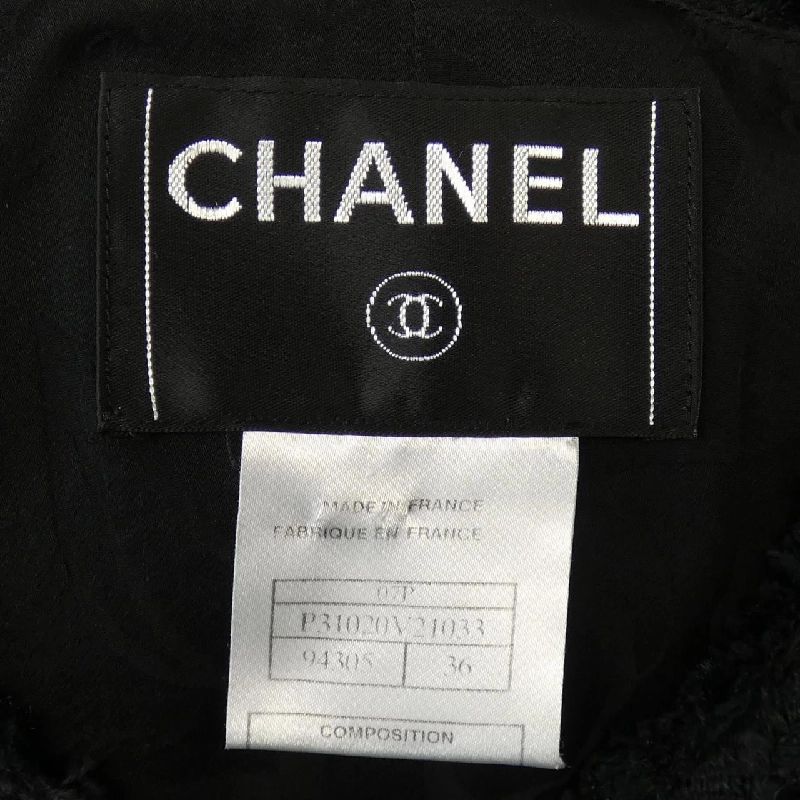 CHANEL
MADE IN FRANCE
FABRIQUE EN FRANCE
07P
P31020V21033
94305 36
COMPOSITION